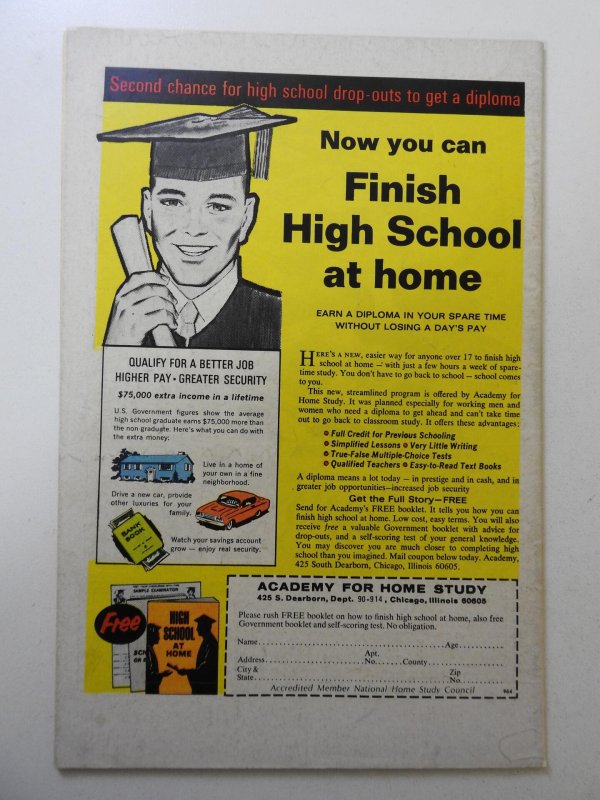 Second chance for high school drop-outs to get a diploma
Now you can
Finish
High School
at home
EARN A DIPLOMA IN YOUR SPARE TIME
WITHOUT LOSING A DAY'S PAY
HERE'S A NEW, easier way for anyone over 17 to finish high
school at home — with just a few hours a week of spare-
time study. You don't have to go back to school — school comes
to you.
This new, streamlined program is offered by Academy for
Home Study. It was planned especially for working men and
women who need a diploma to get ahead and can't take time
out to go back to classroom study. It offers these advantages:
• Full Credit for Previous Schooling
• Simplified Lessons • Very Little Writing
• True-False Multiple-Choice Tests
• Qualified Teachers • Easy-to-Read Text Books
A diploma means a lot today — in prestige and in cash, and in
greater job opportunities—increased job security
Get the Full Story—FREE
Send for Academy's FREE booklet. It tells you how you can
finish high school at home. Low cost, easy terms. You will also
receive free a valuable Government booklet with advice for
drop-outs, and a self-scoring test of your general knowledge.
You may discover you are much closer to completing high
school than you imagined. Mail coupon below today. Academy,
425 South Dearborn, Chicago, Illinois 60605.
QUALIFY FOR A BETTER JOB
HIGHER PAY • GREATER SECURITY
$75,000 extra income in a lifetime
U.S. Government figures show the average
high school graduate earns $75,000 more than
the non graduate. Here's what you can do with
the extra money:
Live in a home of
your own in a fine
neighborhood.
Drive a new car, provide
other luxuries for your
family.
BANK
BOOK
Watch your savings account
grow — enjoy real security.
SAMPLE EXAMINATION
Free
HIGH
SCHOOL
AT
HOME
ACADEMY FOR HOME STUDY
425 S. Dearborn, Dept. 90-914, Chicago, Illinois 60605
Please rush FREE booklet on how to finish high school at home, also free
Government booklet and self-scoring test. No obligation.
Name Age
Address Apt. No. County
City & State Zip No.
Accredited Member National Home Study Council 964